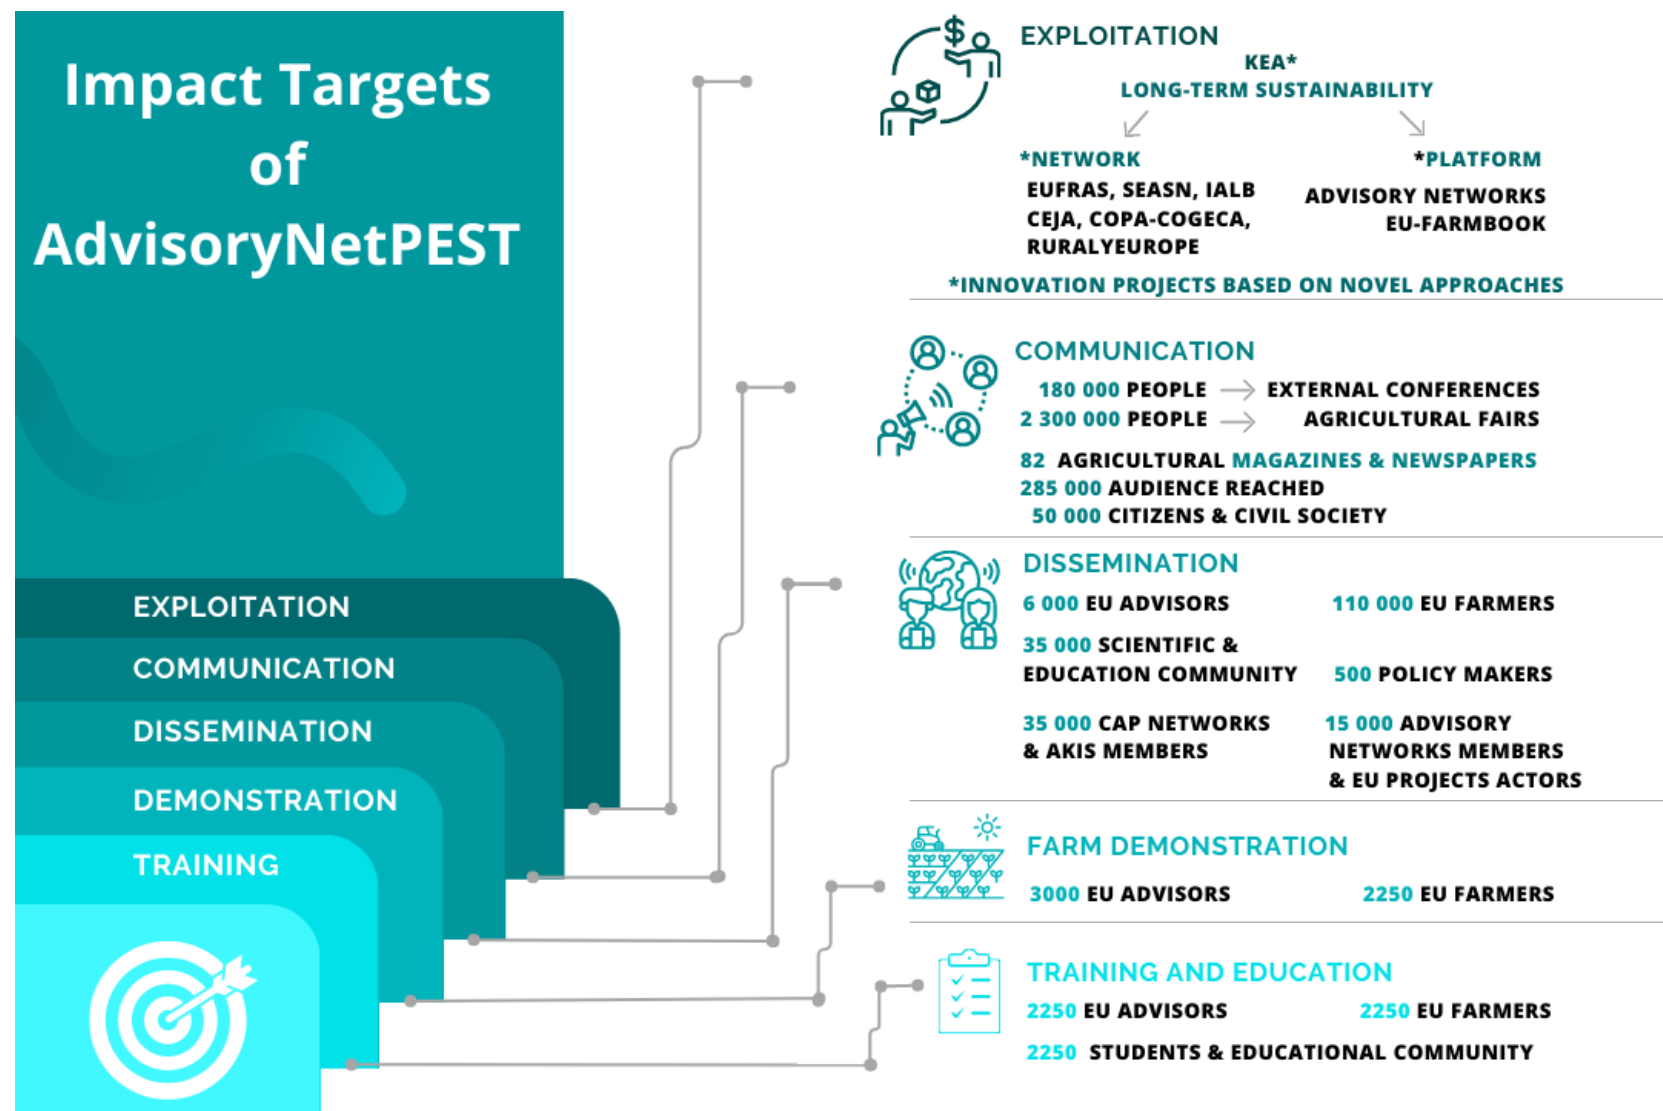 Impact Targets
of
AdvisoryNetPEST
EXPLOITATION
COMMUNICATION
DISSEMINATION
DEMONSTRATION
TRAINING
$
EXPLOITATION
KEA*
LONG-TERM SUSTAINABILITY
*NETWORK
EUFRAS, SEASN, IALB
CEJA, COPA-COGECA,
RURALYEUROPE
*PLATFORM
ADVISORY NETWORKS
EU-FARMBOOK
*INNOVATION PROJECTS BASED ON NOVEL APPROACHES
COMMUNICATION
180 000 PEOPLE → EXTERNAL CONFERENCES
2 300 000 PEOPLE → AGRICULTURAL FAIRS
82 AGRICULTURAL MAGAZINES & NEWSPAPERS
285 000 AUDIENCE REACHED
50 000 CITIZENS & CIVIL SOCIETY
DISSEMINATION
6 000 EU ADVISORS
110 000 EU FARMERS
35 000 SCIENTIFIC &
EDUCATION COMMUNITY
500 POLICY MAKERS
35 000 CAP NETWORKS
& AKIS MEMBERS
15 000 ADVISORY
NETWORKS MEMBERS
& EU PROJECTS ACTORS
FARM DEMONSTRATION
3000 EU ADVISORS
2250 EU FARMERS
TRAINING AND EDUCATION
2250 EU ADVISORS
2250 EU FARMERS
2250 STUDENTS & EDUCATIONAL COMMUNITY